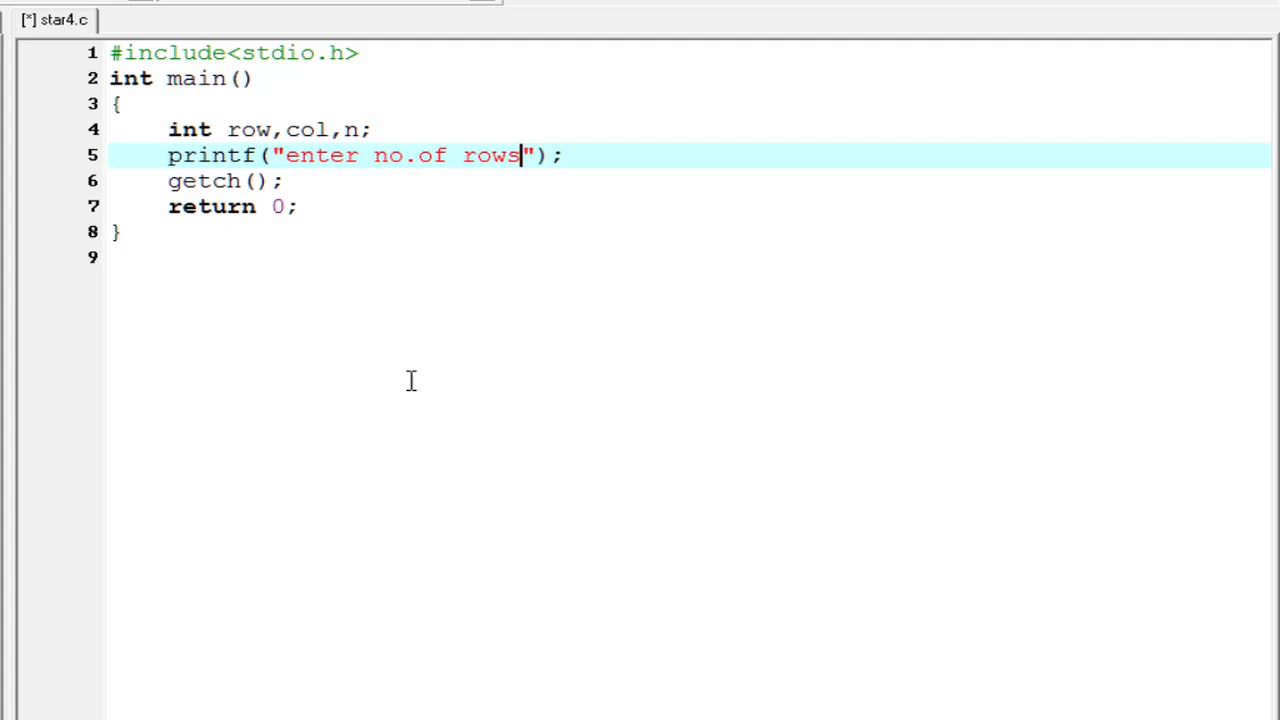 [*] star4.c
1 #include<stdio.h>
2 int main()
3 {
4     int row,col,n;
5     printf("enter no.of rows");
6     getch();
7     return 0;
8 }
9